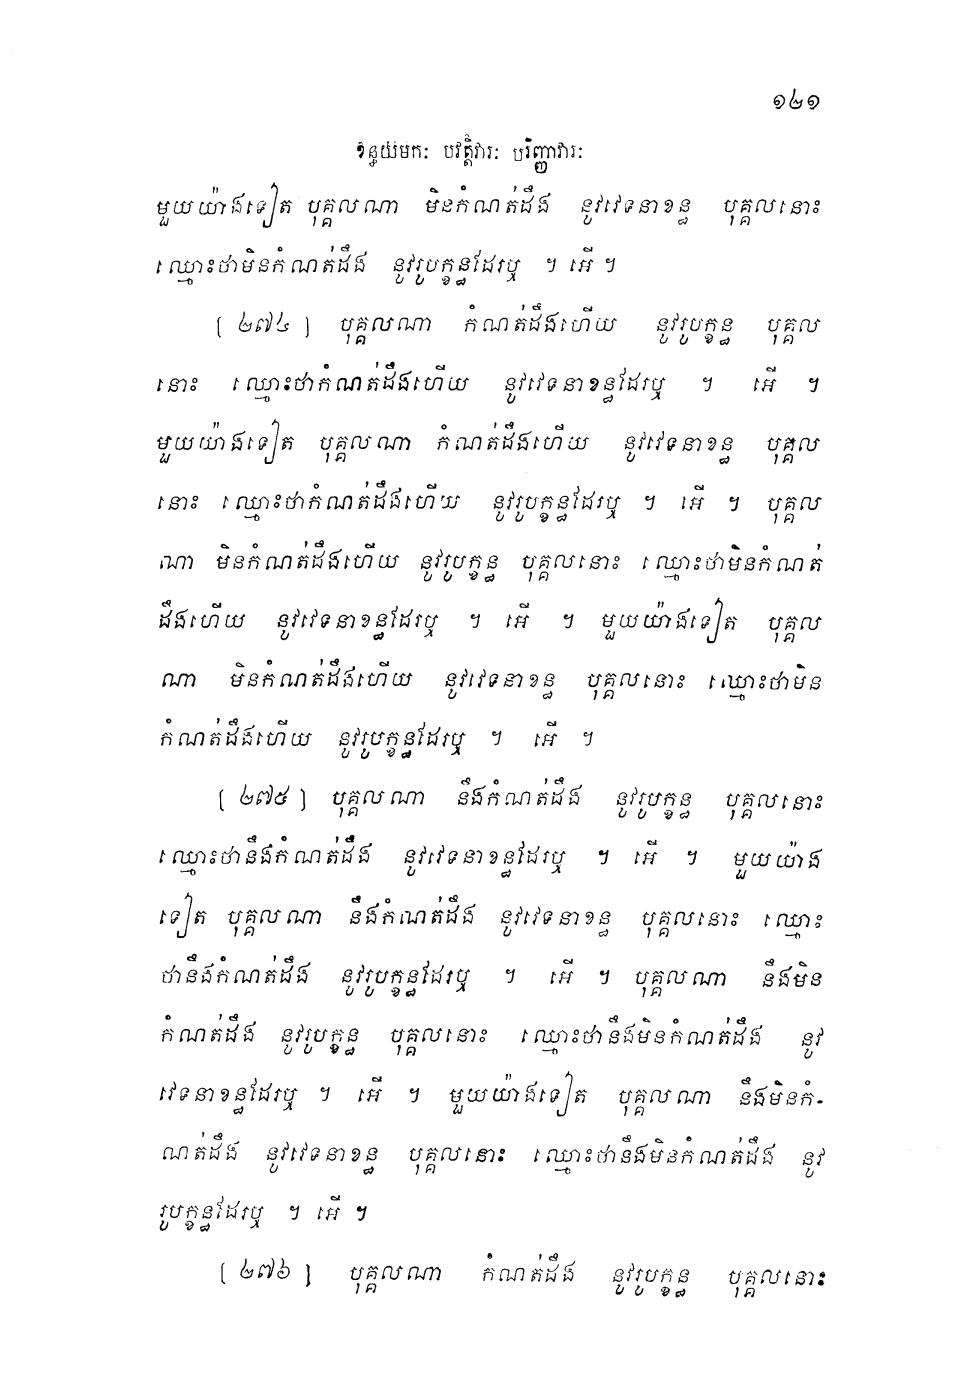 ១៤១
ខន្ធយមកៈ បវត្តិវារៈ បរិញ្ញាវារៈ
មួយយ៉ាងទៀត បុគ្គលណា មិនកំណត់ដឹង នូវវេទនាខន្ធ បុគ្គលនោះ
ឈ្មោះថាមិនកំណត់ដឹង នូវរូបក្ខន្ធដែរឬ ។ អើ ។
[ ២៧៤ ] បុគ្គលណា កំណត់ដឹងហើយ នូវរូបក្ខន្ធ បុគ្គល
នោះ ឈ្មោះថាកំណត់ដឹងហើយ នូវវេទនាខន្ធដែរឬ ។ អើ ។
មួយយ៉ាងទៀត បុគ្គលណា កំណត់ដឹងហើយ នូវវេទនាខន្ធ បុគ្គល
នោះ ឈ្មោះថាកំណត់ដឹងហើយ នូវរូបក្ខន្ធដែរឬ ។ អើ ។ បុគ្គល
ណា មិនកំណត់ដឹងហើយ នូវរូបក្ខន្ធ បុគ្គលនោះ ឈ្មោះថាមិនកំណត់
ដឹងហើយ នូវវេទនាខន្ធដែរឬ ។ អើ ។ មួយយ៉ាងទៀត បុគ្គល
ណា មិនកំណត់ដឹងហើយ នូវវេទនាខន្ធ បុគ្គលនោះ ឈ្មោះថាមិន
កំណត់ដឹងហើយ នូវរូបក្ខន្ធដែរឬ ។ អើ ។
[ ២៧៥ ] បុគ្គលណា នឹងកំណត់ដឹង នូវរូបក្ខន្ធ បុគ្គលនោះ
ឈ្មោះថានឹងកំណត់ដឹង នូវវេទនាខន្ធដែរឬ ។ អើ ។ មួយយ៉ាង
ទៀត បុគ្គលណា នឹងកំណត់ដឹង នូវវេទនាខន្ធ បុគ្គលនោះ ឈ្មោះ
ថានឹងកំណត់ដឹង នូវរូបក្ខន្ធដែរឬ ។ អើ ។ បុគ្គលណា នឹងមិន
កំណត់ដឹង នូវរូបក្ខន្ធ បុគ្គលនោះ ឈ្មោះថានឹងមិនកំណត់ដឹង នូវ
វេទនាខន្ធដែរឬ ។ អើ ។ មួយយ៉ាងទៀត បុគ្គលណា នឹងមិនកំ-
ណត់ដឹង នូវវេទនាខន្ធ បុគ្គលនោះ ឈ្មោះថានឹងមិនកំណត់ដឹង នូវ
រូបក្ខន្ធដែរឬ ។ អើ ។
[ ២៧៦ ] បុគ្គលណា កំណត់ដឹង នូវរូបក្ខន្ធ បុគ្គលនោះ